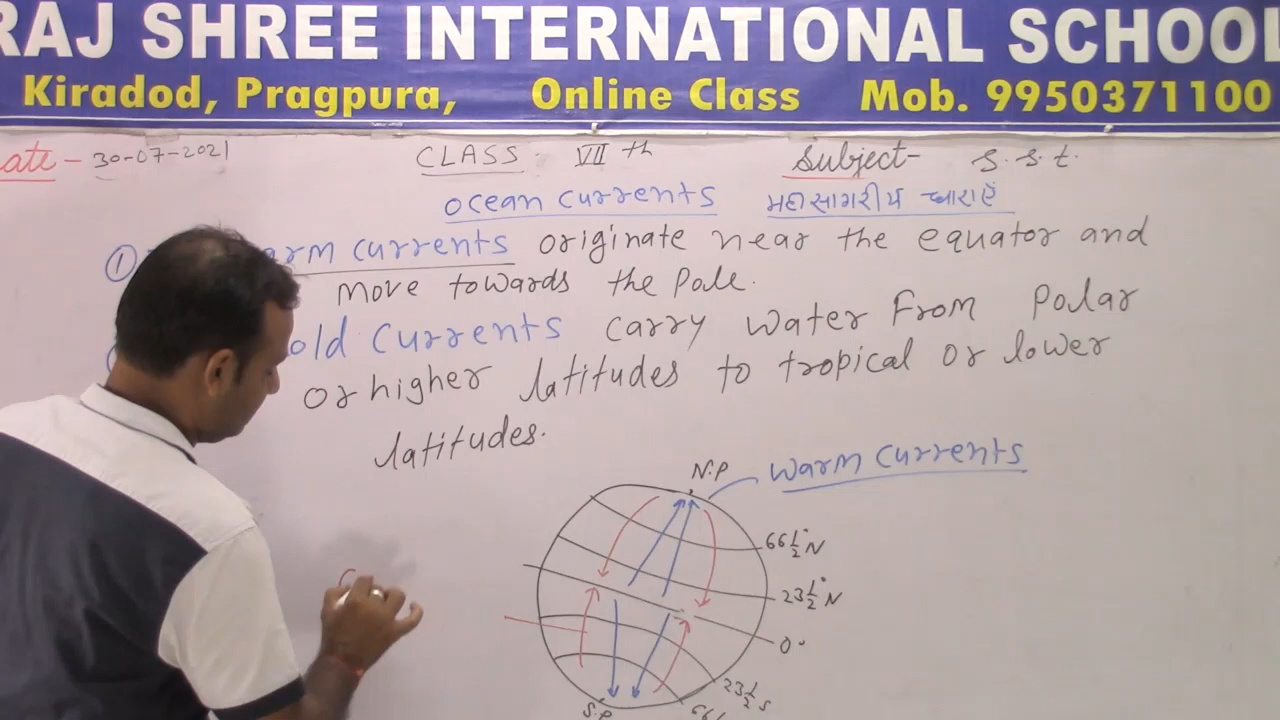 RAJ SHREE INTERNATIONAL SCHOOL
Kiradod, Pragpura, Online Class Mob. 9950371100
ate - 30-07-2021 CLASS VII th Subject- S.S.t.
Ocean Currents महासागरीय धाराएँ
① arm currents originate near the equator and
move towards the Pole.
old Currents carry water From Polar
or higher latitudes to tropical or lower
latitudes.
N.P Warm Currents
66½° N
23½° N
0°
23½ S
66½
S.P
C